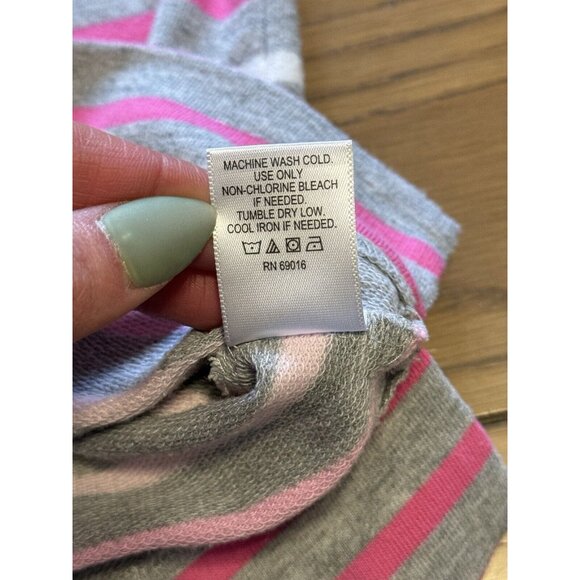 MACHINE WASH COLD.
USE ONLY
NON-CHLORINE BLEACH
IF NEEDED.
TUMBLE DRY LOW.
COOL IRON IF NEEDED.
RN 69016